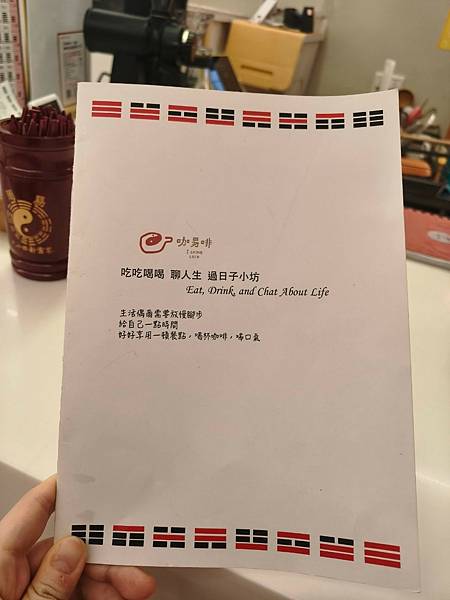 咖易啡
I CHING
CAFE
吃吃喝喝 聊人生 過日子小坊
Eat, Drink, and Chat About Life
生活偶爾需要放慢腳步
給自己一點時間
好好享用一頓餐點，喝杯咖啡，喘口氣